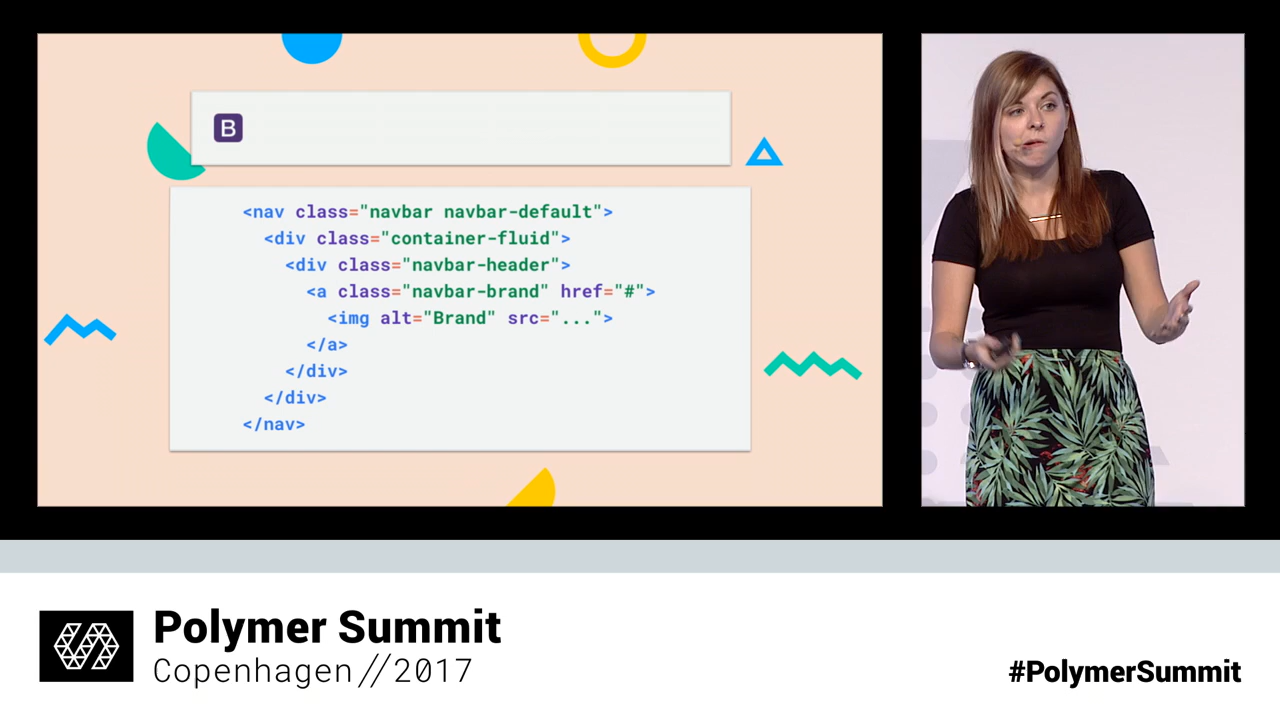 B
<nav class="navbar navbar-default">
<div class="container-fluid">
<div class="navbar-header">
<a class="navbar-brand" href="#">
<img alt="Brand" src="...">
</a>
</div>
</div>
</nav>
Polymer Summit
Copenhagen//2017
#PolymerSummit